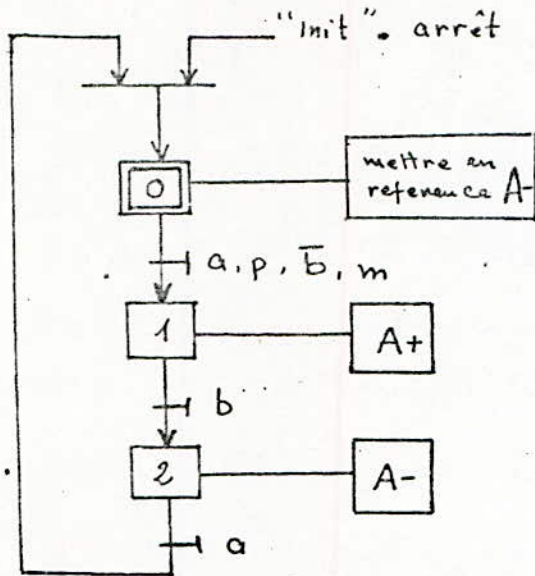 "Init". arrêt
0
mettre en
reference A-
a, p, b̅, m
1
A+
b
2
A-
a